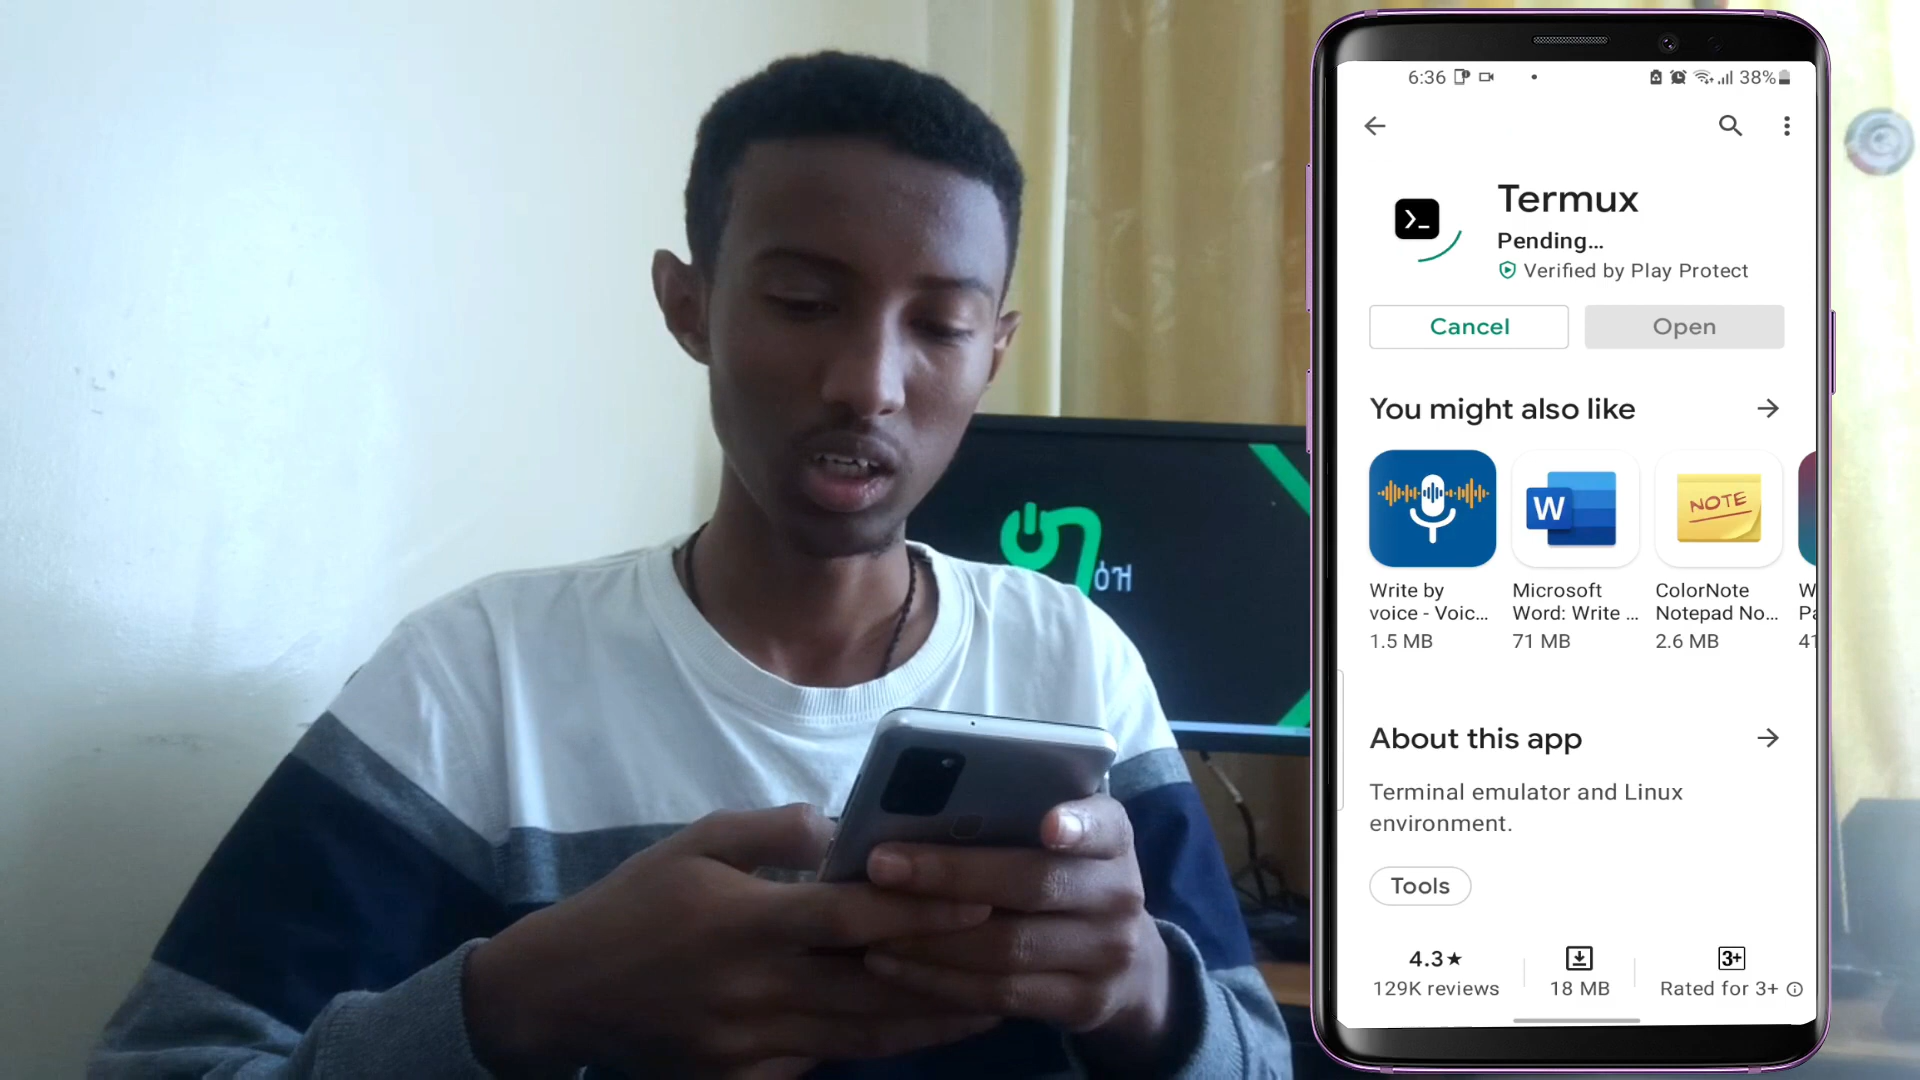 6:36
38%
Termux
Pending...
Verified by Play Protect
Cancel
Open
You might also like
W
NOTE
Write by
voice - Voic...
1.5 MB
Microsoft
Word: Write ...
71 MB
ColorNote
Notepad No...
2.6 MB
About this app
Terminal emulator and Linux
environment.
Tools
4.3★
129K reviews
18 MB
3+
Rated for 3+